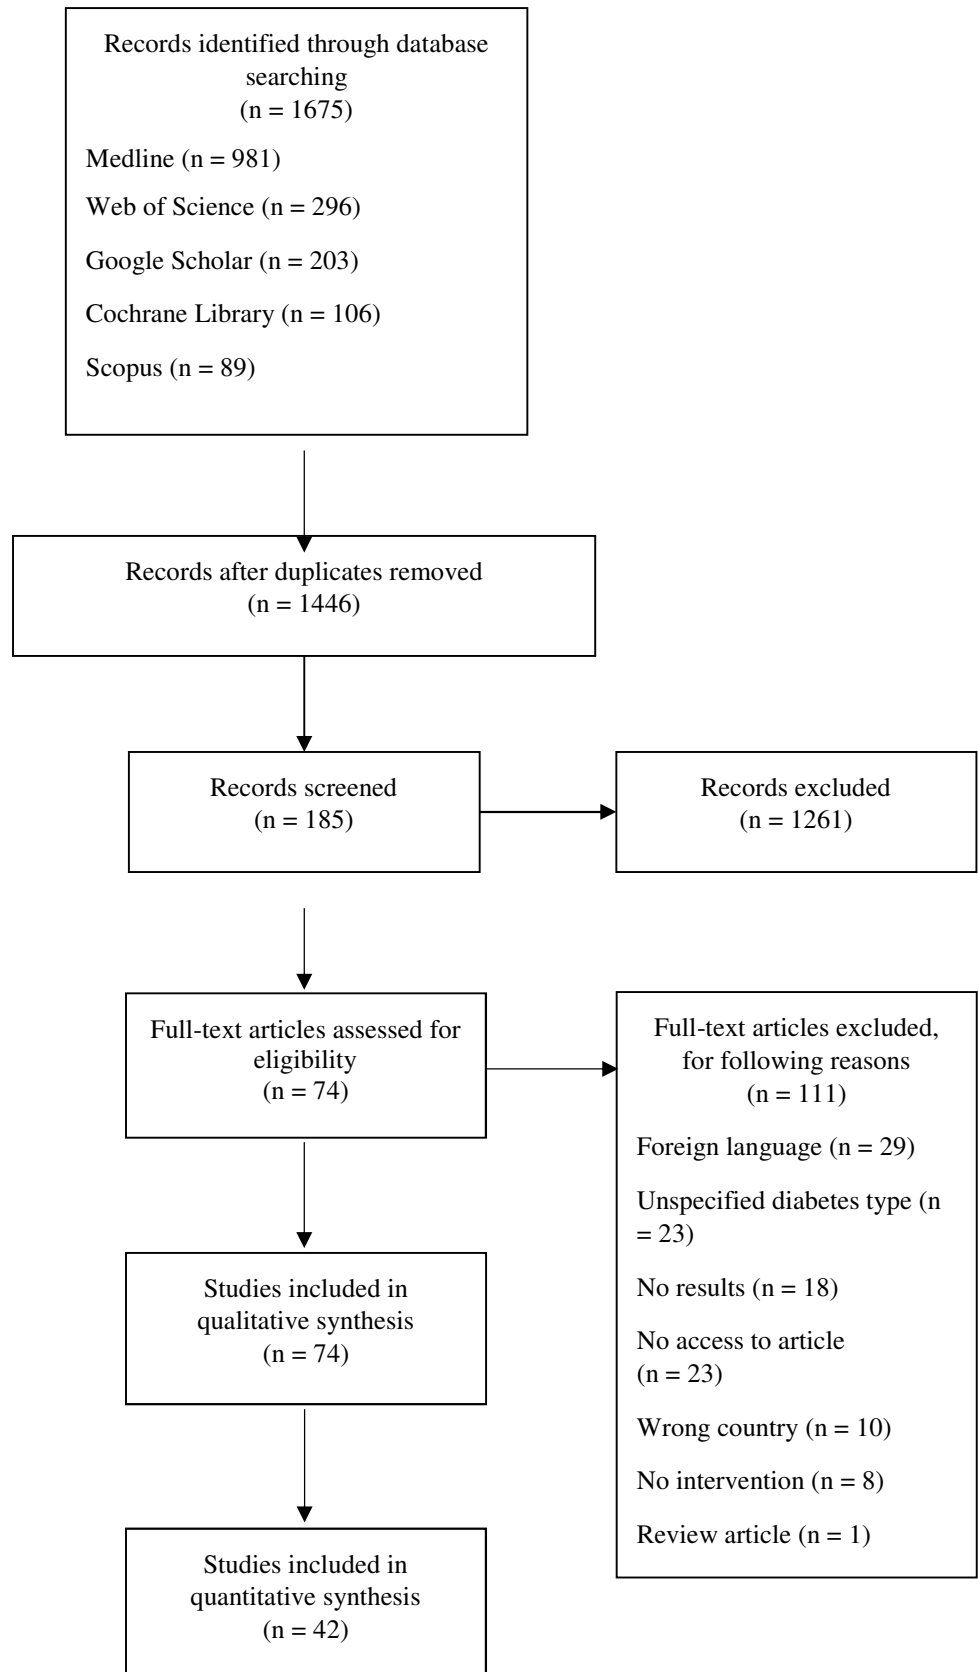 Records identified through database
searching
(n = 1675)
Medline (n = 981)
Web of Science (n = 296)
Google Scholar (n = 203)
Cochrane Library (n = 106)
Scopus (n = 89)
Records after duplicates removed
(n = 1446)
Records screened
(n = 185)
Records excluded
(n = 1261)
Full-text articles assessed for
eligibility
(n = 74)
Full-text articles excluded,
for following reasons
(n = 111)
Foreign language (n = 29)
Unspecified diabetes type (n
= 23)
No results (n = 18)
No access to article
(n = 23)
Wrong country (n = 10)
No intervention (n = 8)
Review article (n = 1)
Studies included in
qualitative synthesis
(n = 74)
Studies included in
quantitative synthesis
(n = 42)